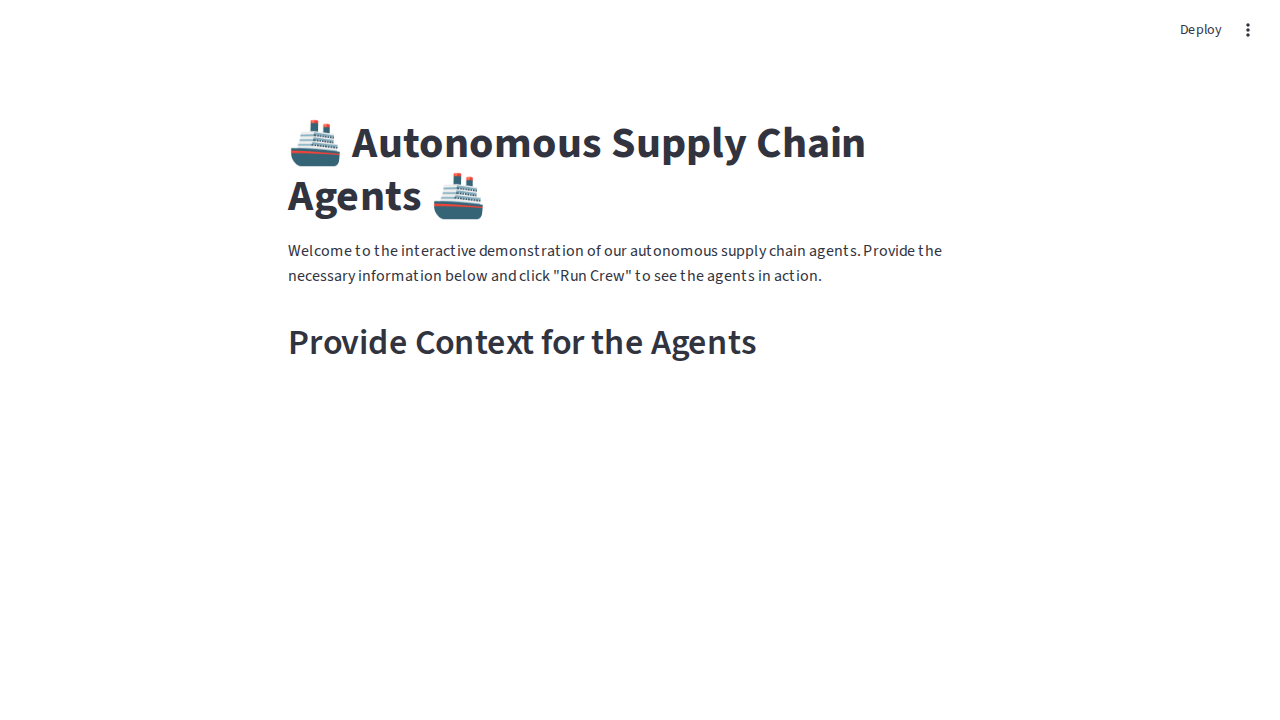 Deploy
🚢 Autonomous Supply Chain
Agents 🚢
Welcome to the interactive demonstration of our autonomous supply chain agents. Provide the
necessary information below and click "Run Crew" to see the agents in action.
Provide Context for the Agents